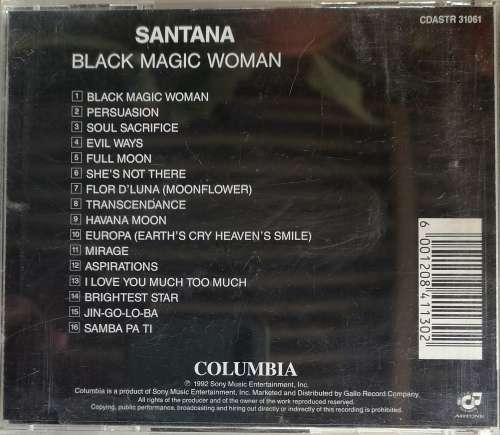 CDASTR 31061
SANTANA
BLACK MAGIC WOMAN
1 BLACK MAGIC WOMAN
2 PERSUASION
3 SOUL SACRIFICE
4 EVIL WAYS
5 FULL MOON
6 SHE'S NOT THERE
7 FLOR D'LUNA (MOONFLOWER)
8 TRANSCENDANCE
9 HAVANA MOON
10 EUROPA (EARTH'S CRY HEAVEN'S SMILE)
11 MIRAGE
12 ASPIRATIONS
13 I LOVE YOU MUCH TOO MUCH
14 BRIGHTEST STAR
15 JIN-GO-LO-BA
16 SAMBA PA TI
6 001208 411302
COLUMBIA
℗ 1992 Sony Music Entertainment, Inc.
Columbia is a product of Sony Music Entertainment, Inc. Marketed and Distributed by Gallo Record Company.
All rights of the producer and of the owner of the work reproduced reserved.
Copying, public performance, broadcasting and hiring out directly or indirectly of this recording is prohibited.